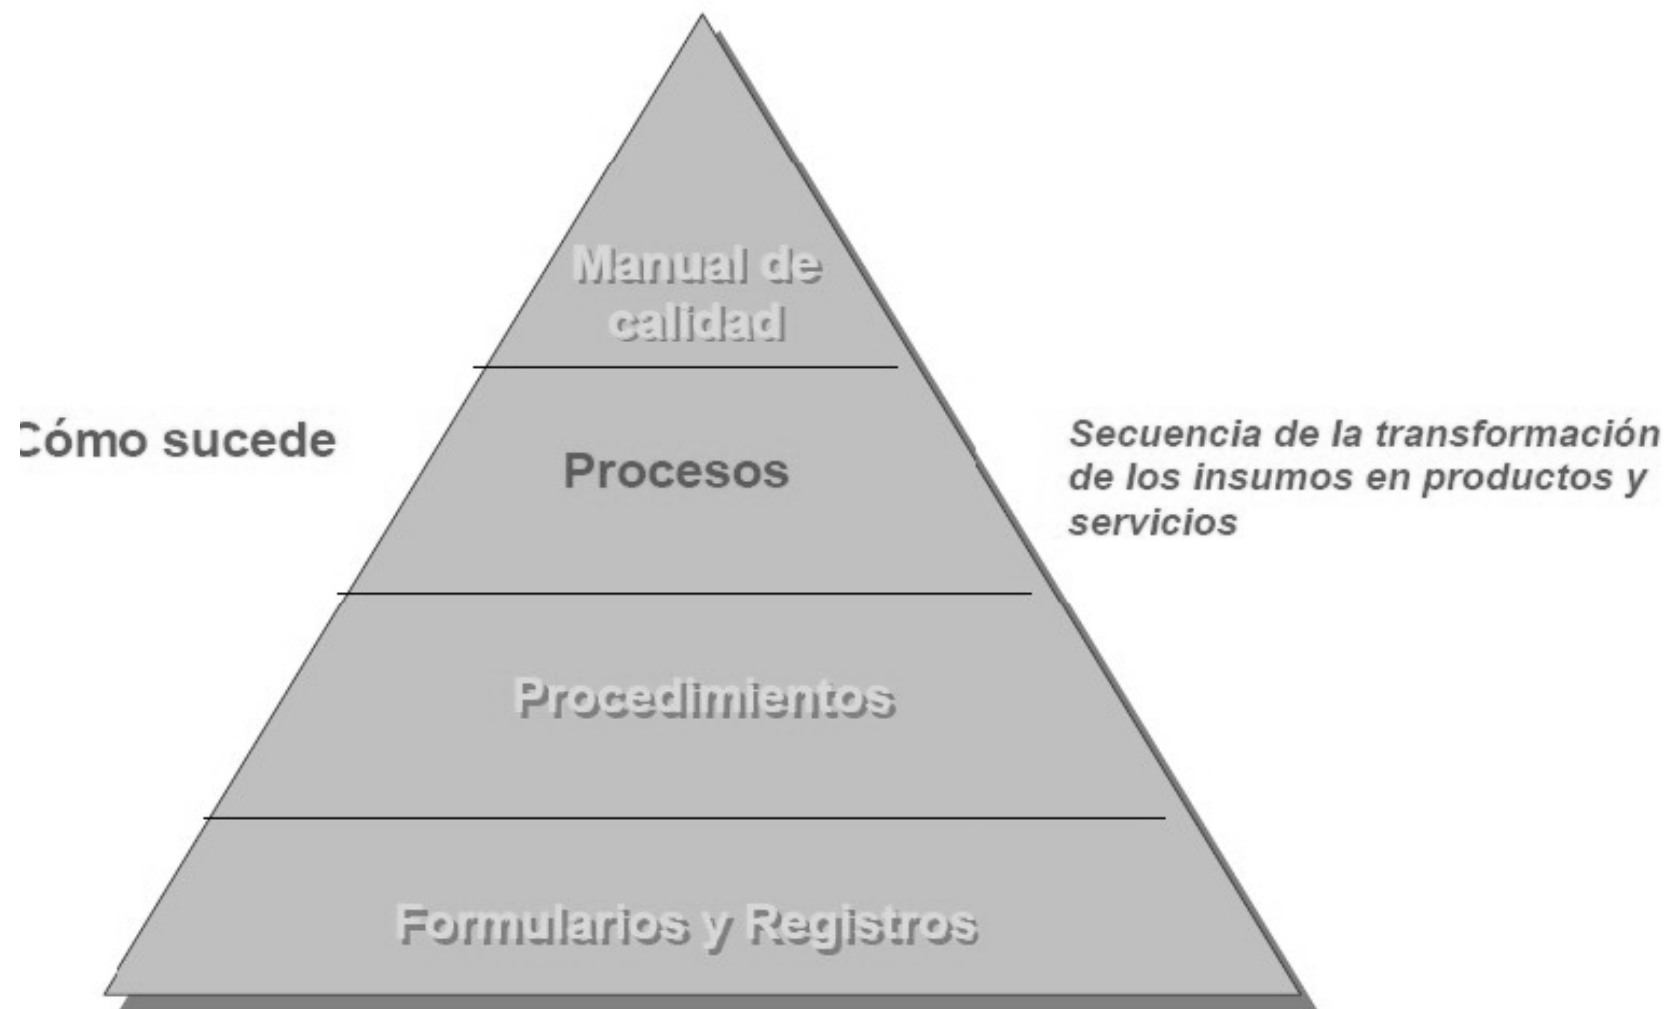 Manual de
calidad
Cómo sucede
Procesos
Secuencia de la transformación
de los insumos en productos y
servicios
Procedimientos
Formularios y Registros